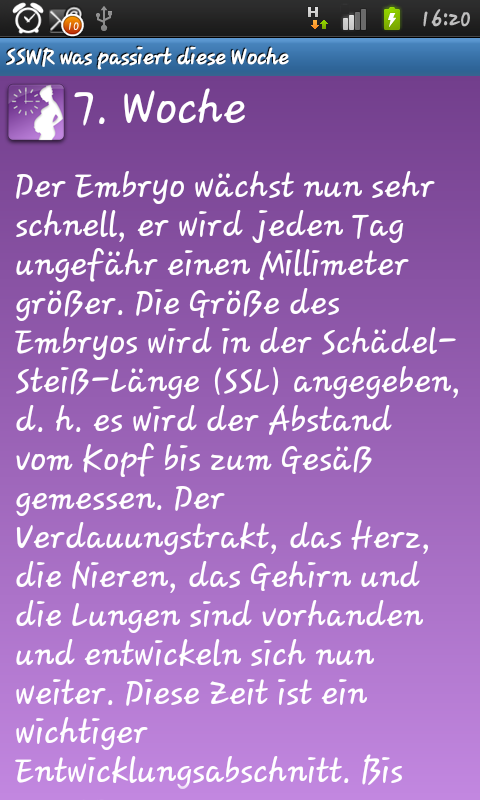 10
H
16:20
SSWR was passiert diese Woche
7. Woche
Der Embryo wächst nun sehr
schnell, er wird jeden Tag
ungefähr einen Millimeter
größer. Die Größe des
Embryos wird in der Schädel-
Steiß-Länge (SSL) angegeben,
d. h. es wird der Abstand
vom Kopf bis zum Gesäß
gemessen. Der
Verdauungstrakt, das Herz,
die Nieren, das Gehirn und
die Lungen sind vorhanden
und entwickeln sich nun
weiter. Diese Zeit ist ein
wichtiger
Entwicklungsabschnitt. Bis